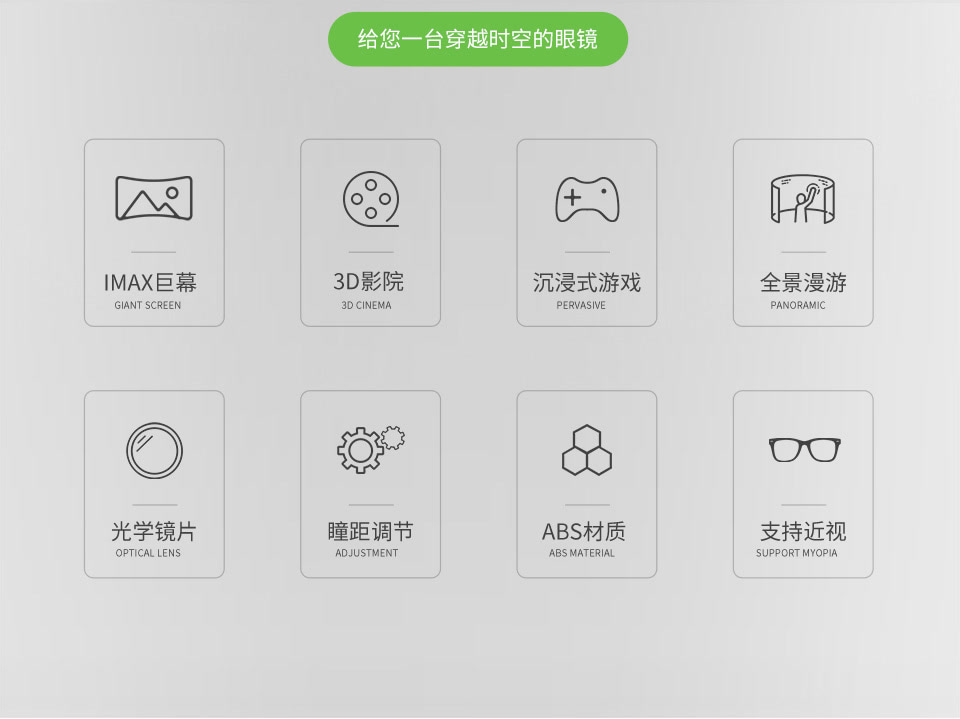 给您一台穿越时空的眼镜
IMAX巨幕
GIANT SCREEN
3D影院
3D CINEMA
沉浸式游戏
PERVASIVE
全景漫游
PANORAMIC
光学镜片
OPTICAL LENS
瞳距调节
ADJUSTMENT
ABS材质
ABS MATERIAL
支持近视
SUPPORT MYOPIA